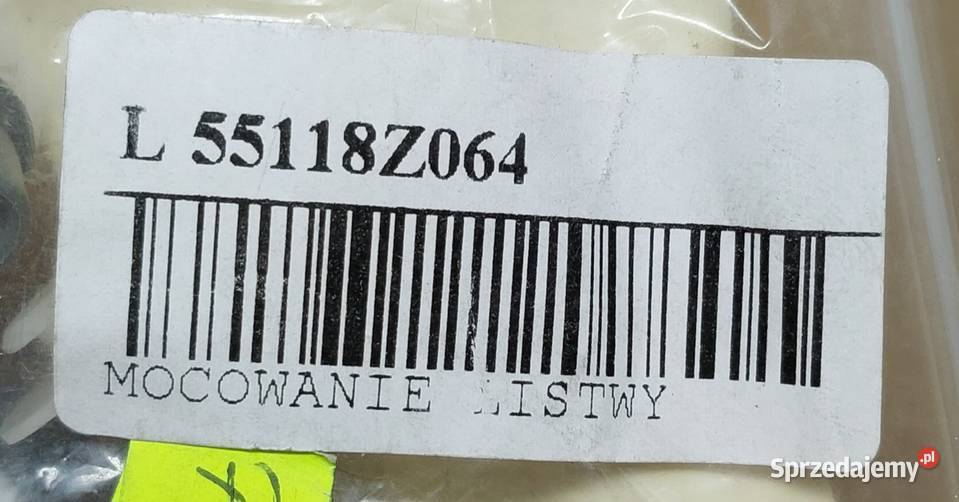 L 55118Z064
MOCOWANIE LISTWY
Sprzedajemy.pl